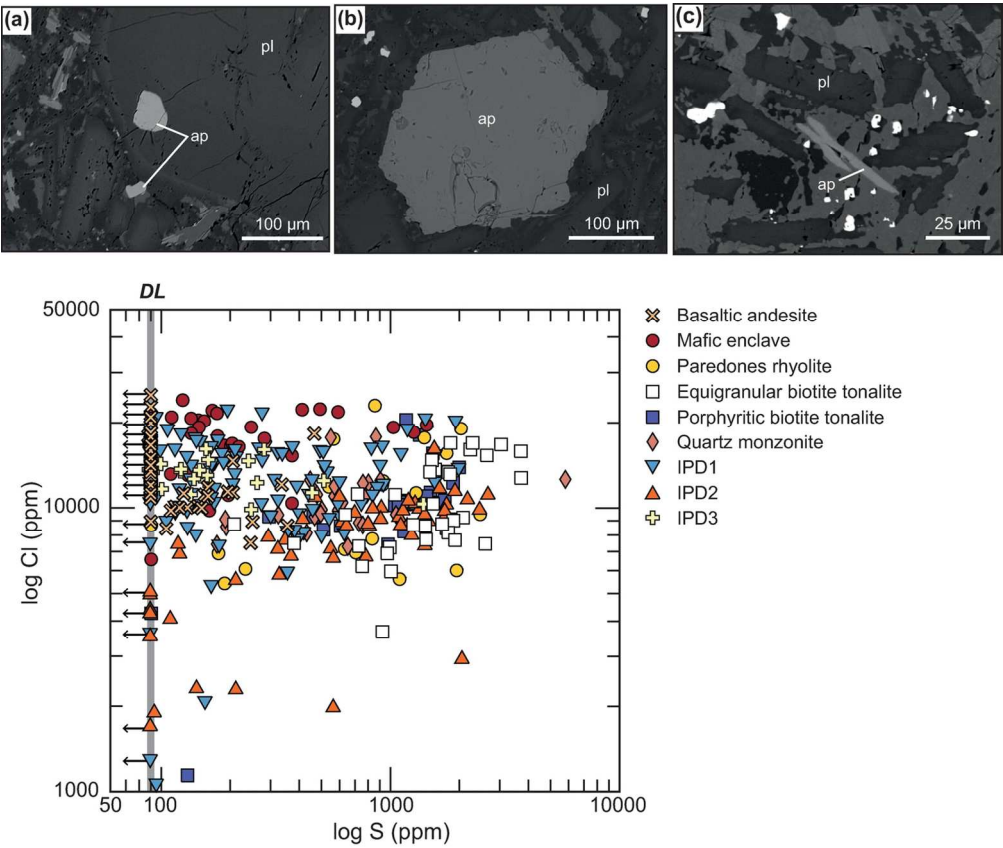 (a)
pl
ap
100 µm
(b)
ap
pl
100 µm
(c)
pl
ap
25 µm
DL
50000
10000
1000
log Cl (ppm)
50
100
1000
10000
log S (ppm)
Basaltic andesite
Mafic enclave
Paredones rhyolite
Equigranular biotite tonalite
Porphyritic biotite tonalite
Quartz monzonite
IPD1
IPD2
IPD3